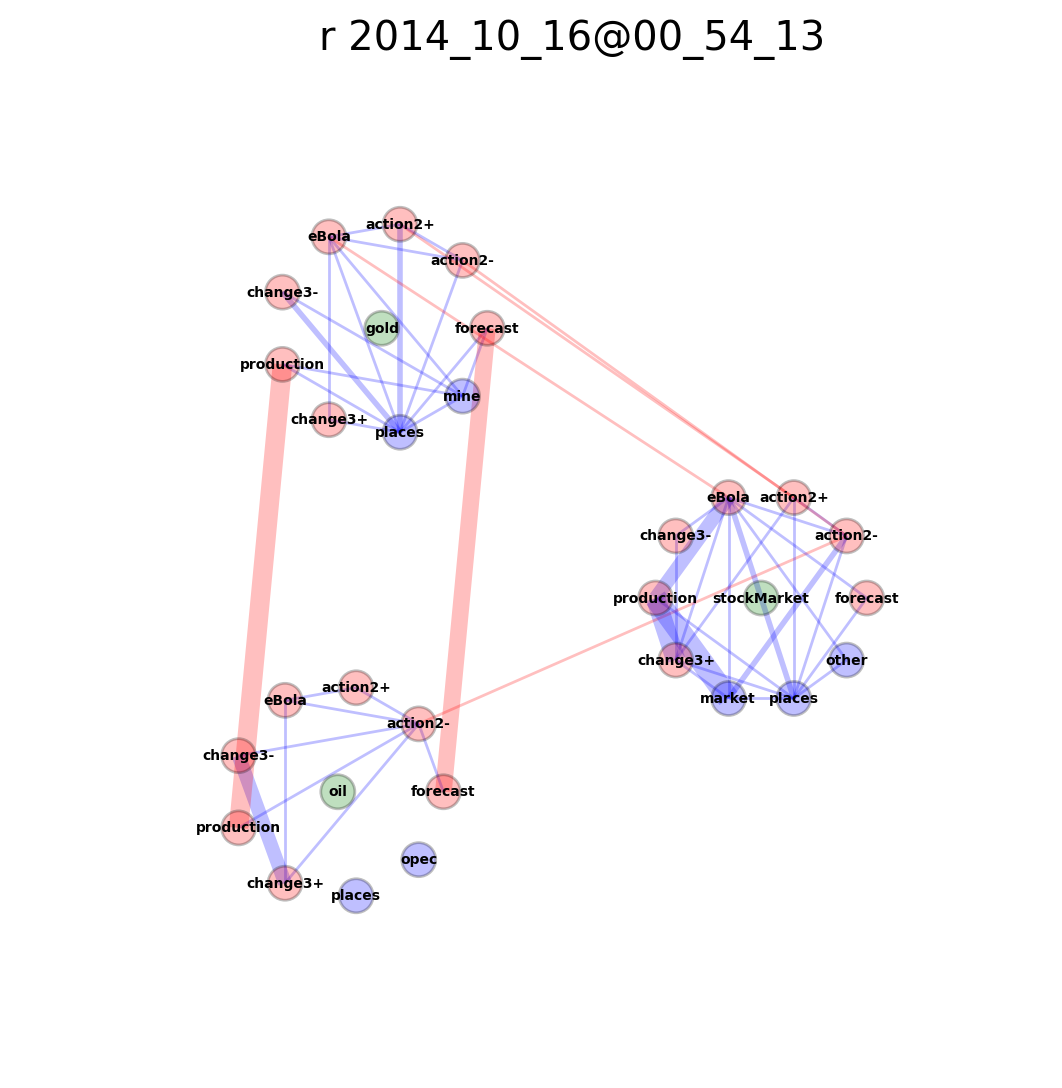 r 2014_10_16@00_54_13
action2+
eBola
action2-
change3-
gold
forecast
production
mine
change3+
places
eBola
action2+
change3-
action2-
production
stockMarket
forecast
change3+
other
market
places
action2+
eBola
action2-
change3-
oil
forecast
production
opec
change3+
places